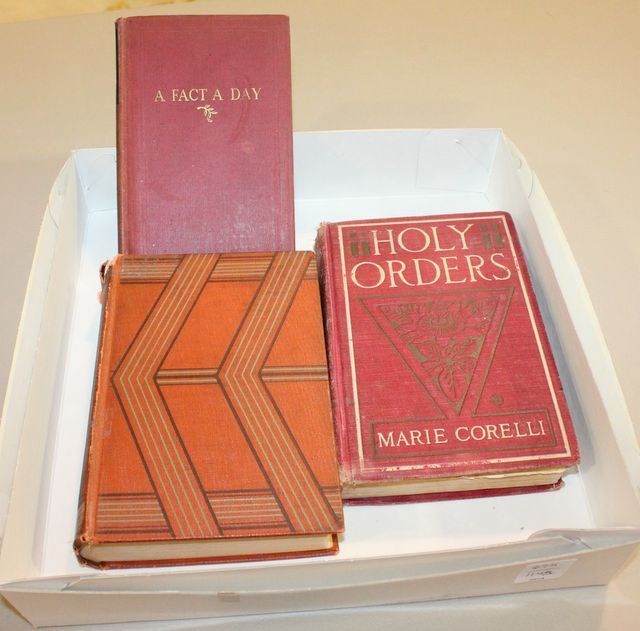 A FACT A DAY
HOLY
ORDERS
MARIE CORELLI